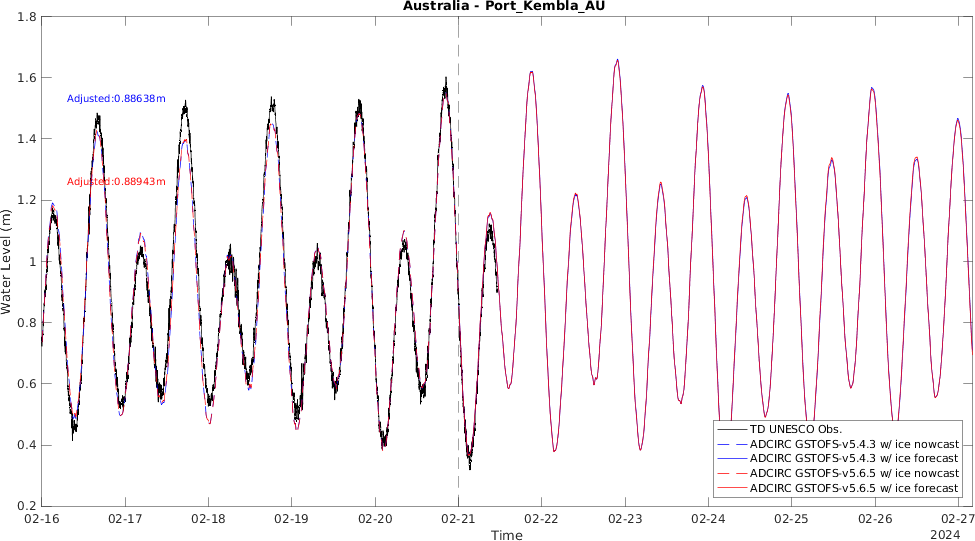 Australia - Port_Kembla_AU
1.8
1.6
1.4
1.2
1
0.8
0.6
0.4
0.2
Water Level (m)
Adjusted:0.88638m
Adjusted:0.88943m
TD UNESCO Obs.
ADCIRC GSTOFS-v5.4.3 w/ ice nowcast
ADCIRC GSTOFS-v5.4.3 w/ ice forecast
ADCIRC GSTOFS-v5.6.5 w/ ice nowcast
ADCIRC GSTOFS-v5.6.5 w/ ice forecast
02-16 02-17 02-18 02-19 02-20 02-21 02-22 02-23 02-24 02-25 02-26 02-27
Time
2024